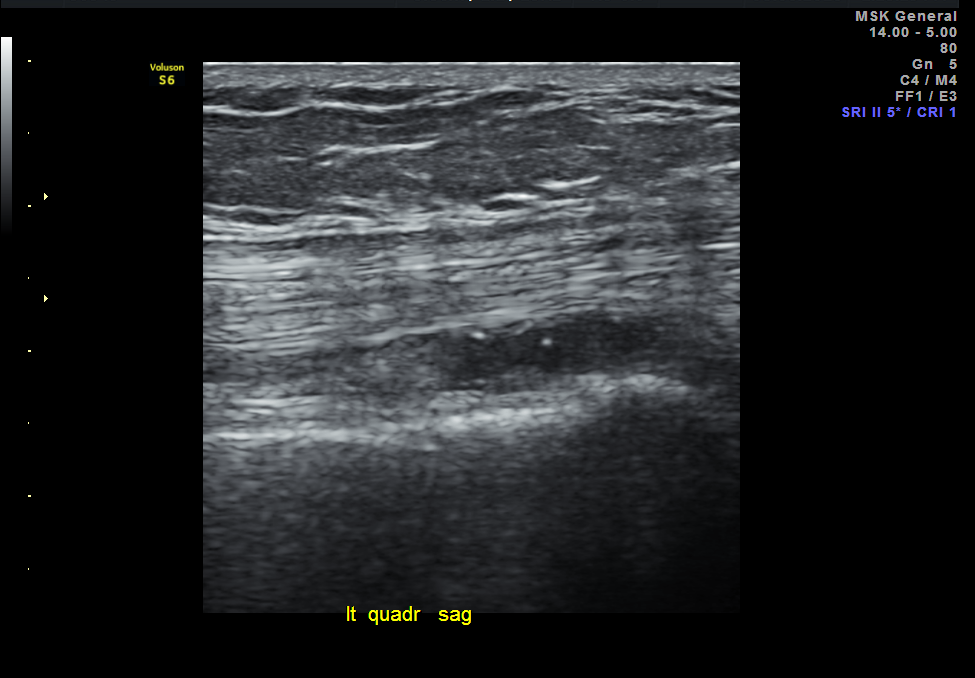 MSK General
14.00 - 5.00
80
Gn 5
C4 / M4
FF1 / E3
SRI II 5* / CRI 1
Voluson
S6
lt quadr sag